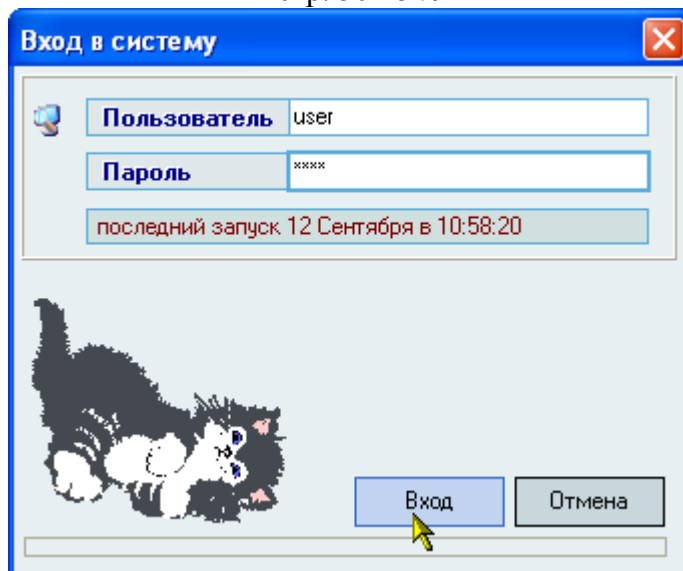 Вход в систему
Пользователь user
Пароль ****
последний запуск 12 Сентября в 10:58:20
Вход Отмена